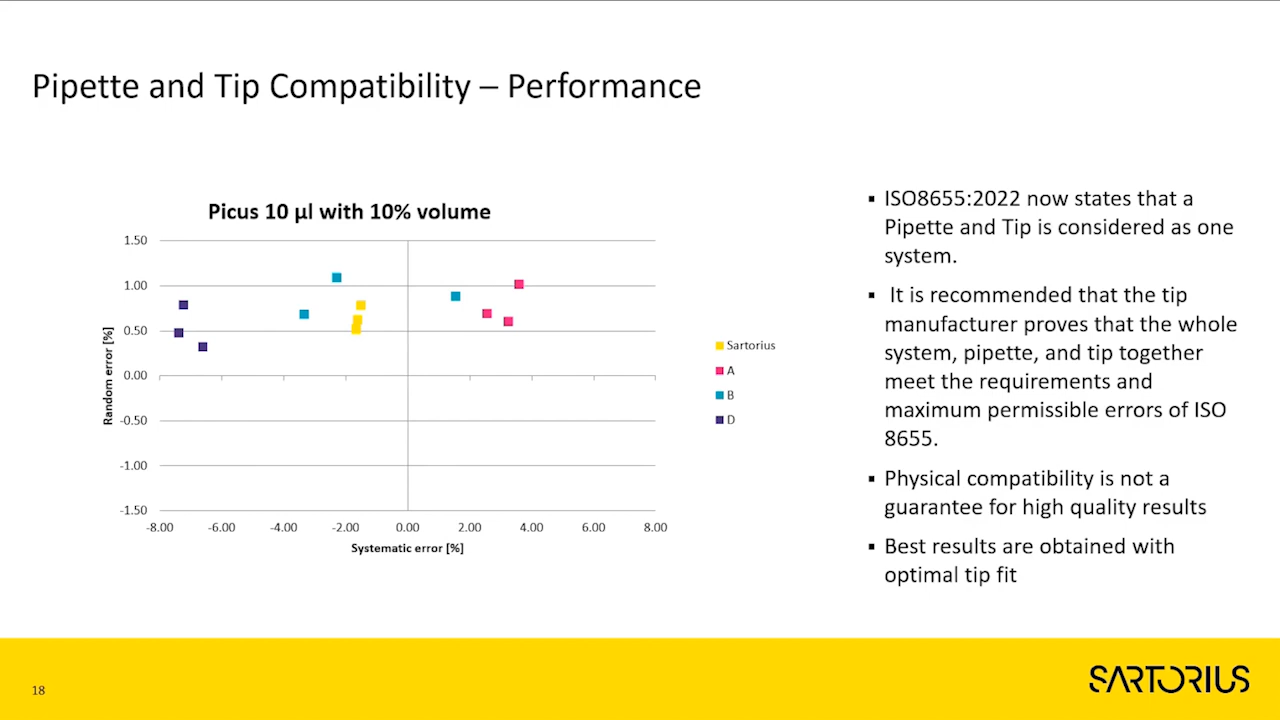 Pipette and Tip Compatibility – Performance
Picus 10 µl with 10% volume
1.50
1.00
0.50
0.00
-0.50
-1.00
-1.50
Random error [%]
-8.00
-6.00
-4.00
-2.00
0.00
2.00
4.00
6.00
8.00
Systematic error [%]
Sartorius
A
B
D
▪ ISO8655:2022 now states that a
Pipette and Tip is considered as one
system.
▪ It is recommended that the tip
manufacturer proves that the whole
system, pipette, and tip together
meet the requirements and
maximum permissible errors of ISO
8655.
▪ Physical compatibility is not a
guarantee for high quality results
▪ Best results are obtained with
optimal tip fit
18
SARTORIUS